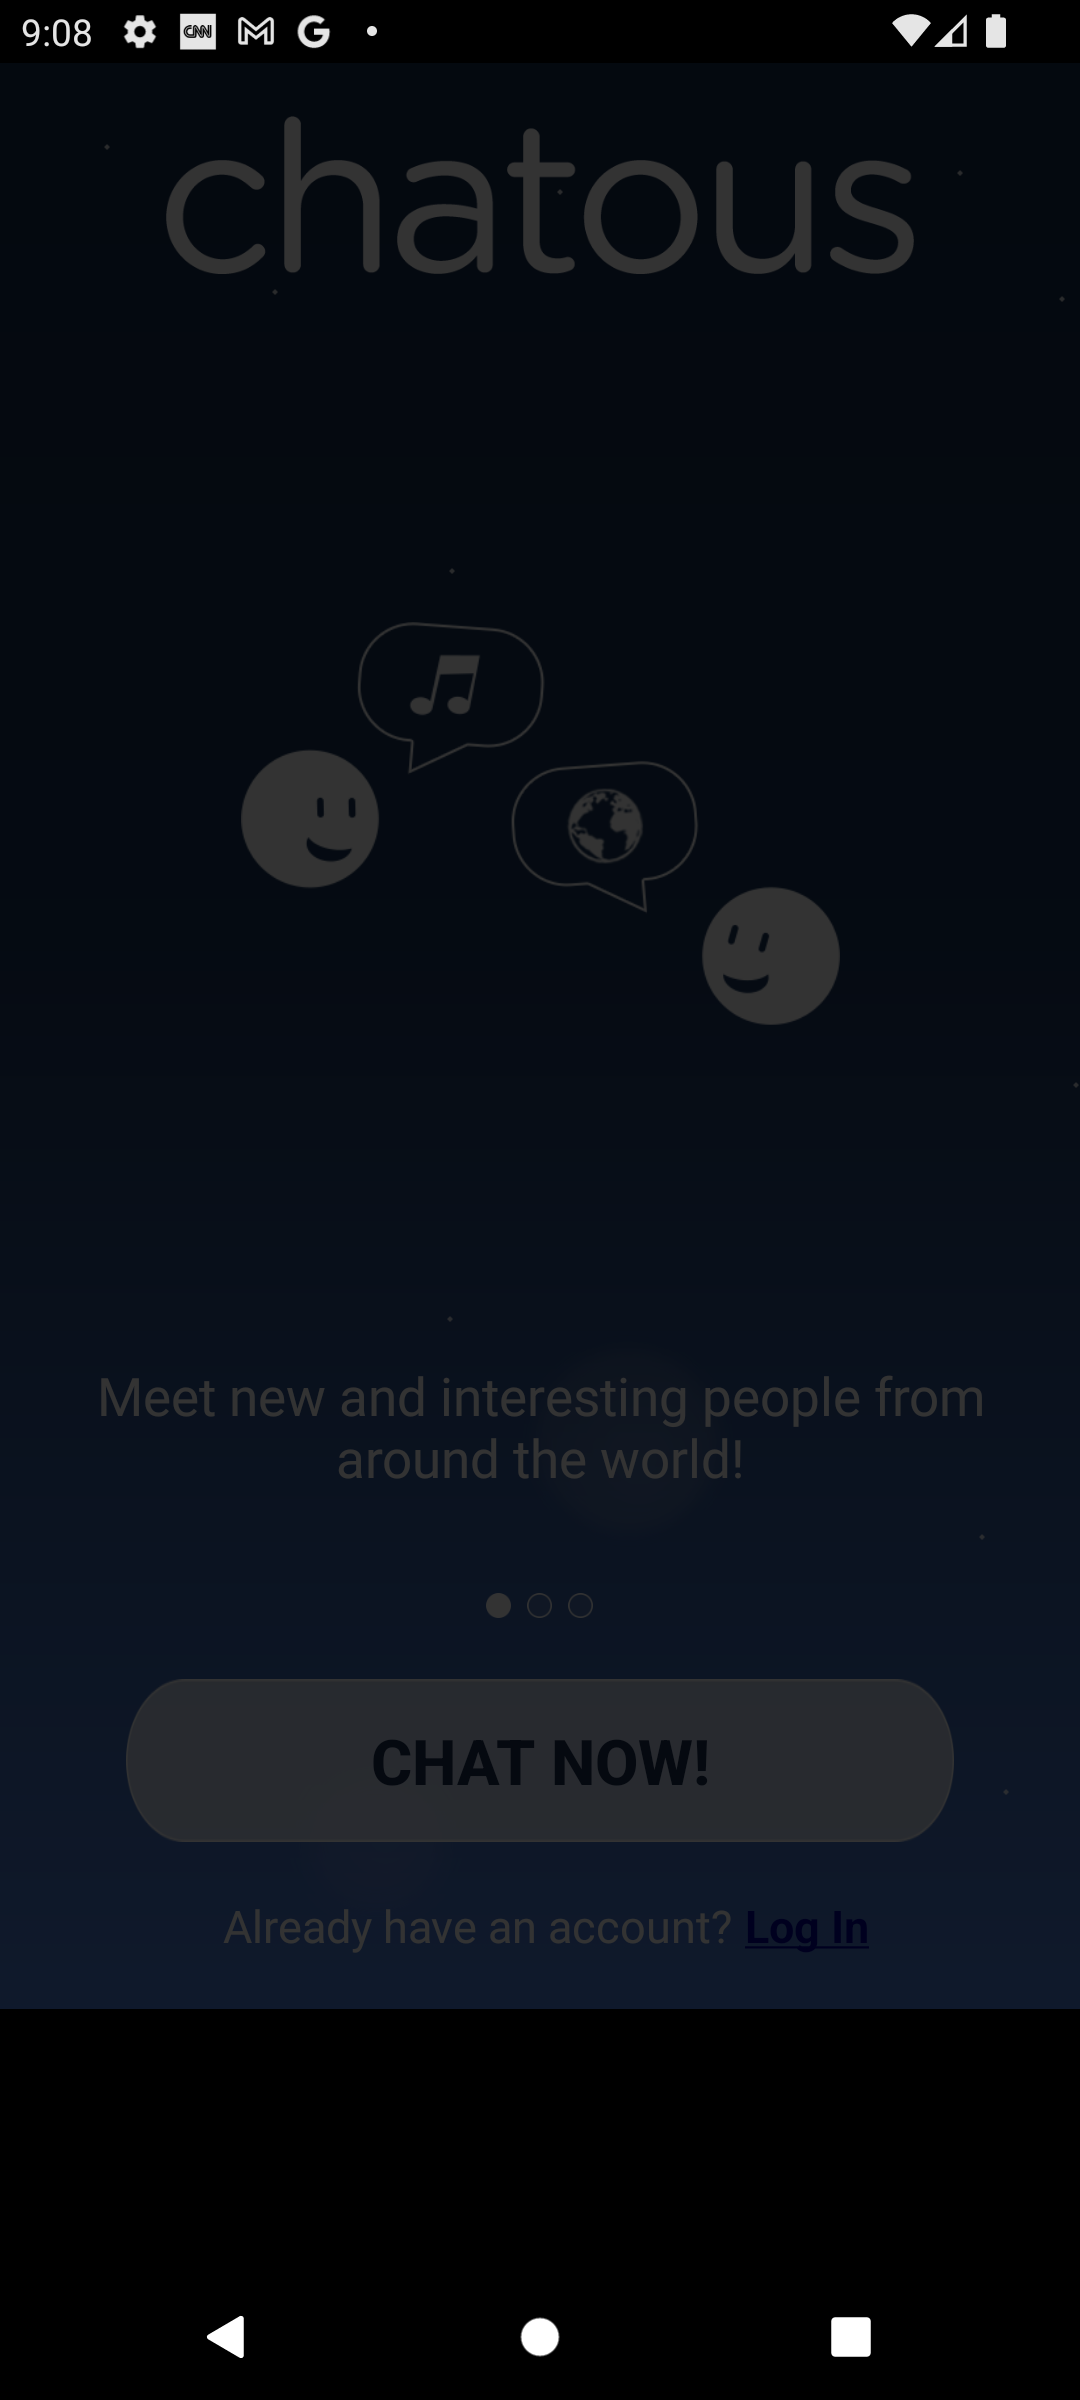 9:08
CNN
chatous
Meet new and interesting people from
around the world!
CHAT NOW!
Already have an account? Log In